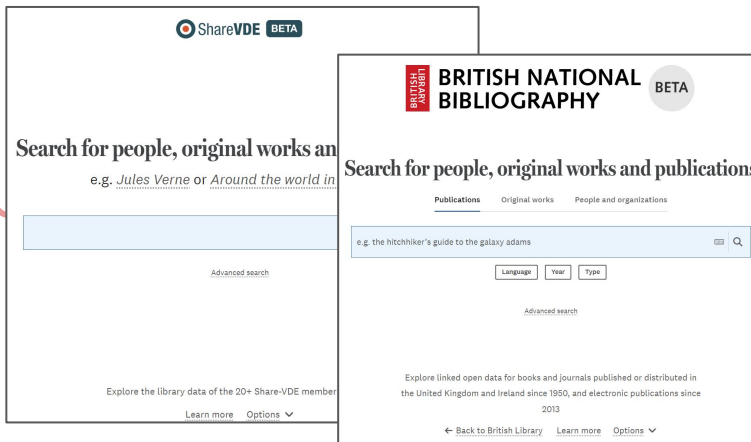 ShareVDE BETA
Search for people, original works an
e.g. Jules Verne or Around the world in
Advanced search
Explore the library data of the 20+ Share-VDE member
Learn more Options
BRITISH LIBRARY
BRITISH NATIONAL
BIBLIOGRAPHY
BETA
Search for people, original works and publications
Publications Original works People and organizations
e.g. the hitchhiker's guide to the galaxy adams
Language Year Type
Advanced search
Explore linked open data for books and journals published or distributed in
the United Kingdom and Ireland since 1950, and electronic publications since
2013
← Back to British Library Learn more Options